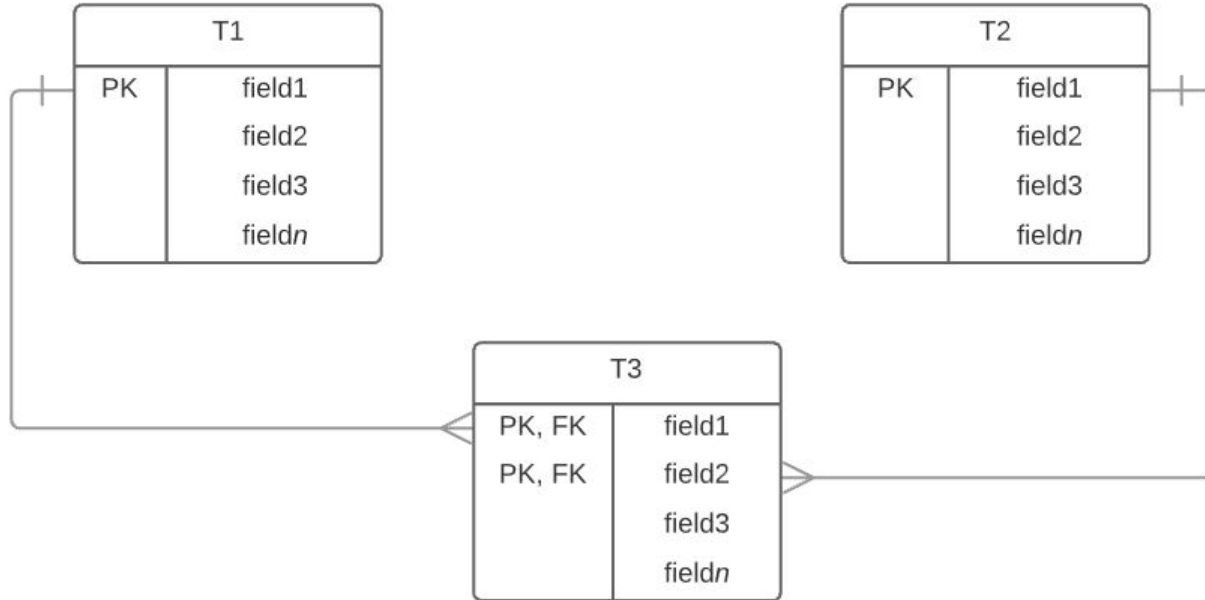 T1
PK field1
field2
field3
fieldn
T2
PK field1
field2
field3
fieldn
T3
PK, FK field1
PK, FK field2
field3
fieldn